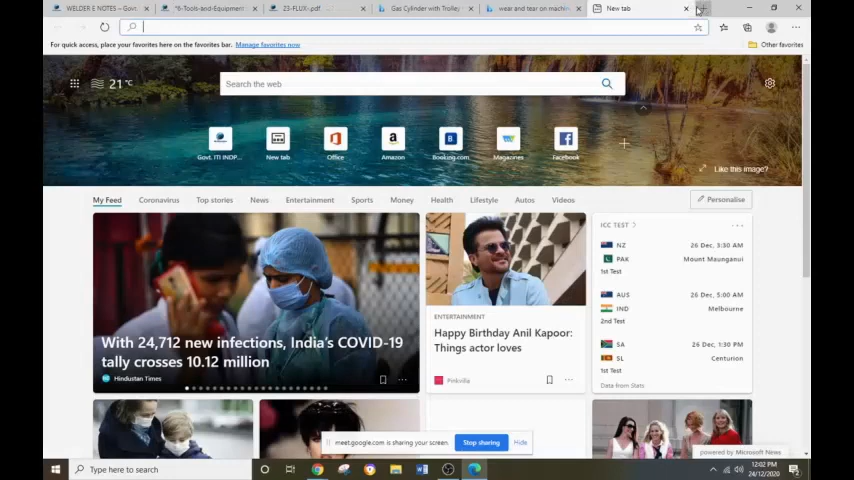 WELDER E NOTES – Govt.
*6-Tools-and-Equipment
23-FLUX-.pdf
Gas Cylinder with Trolley
wear and tear on machin
New tab
For quick access, place your favorites here on the favorites bar. Manage favorites now
Other favorites
21 °C
Search the web
Govt. ITI INDP...
New tab
Office
Amazon
Booking.com
Magazines
Facebook
Like this image?
My Feed
Coronavirus
Top stories
News
Entertainment
Sports
Money
Health
Lifestyle
Autos
Videos
Personalise
With 24,712 new infections, India's COVID-19
tally crosses 10.12 million
Hindustan Times
ENTERTAINMENT
Happy Birthday Anil Kapoor:
Things actor loves
Pinkvilla
ICC TEST
NZ 26 Dec, 3:30 AM
PAK Mount Maunganui
1st Test
AUS 26 Dec, 5:00 AM
IND Melbourne
2nd Test
SA 26 Dec, 1:30 PM
SL Centurion
1st Test
Data from Stats
meet.google.com is sharing your screen.
Stop sharing
Hide
powered by Microsoft News
Type here to search
12:02 PM
24/12/2020